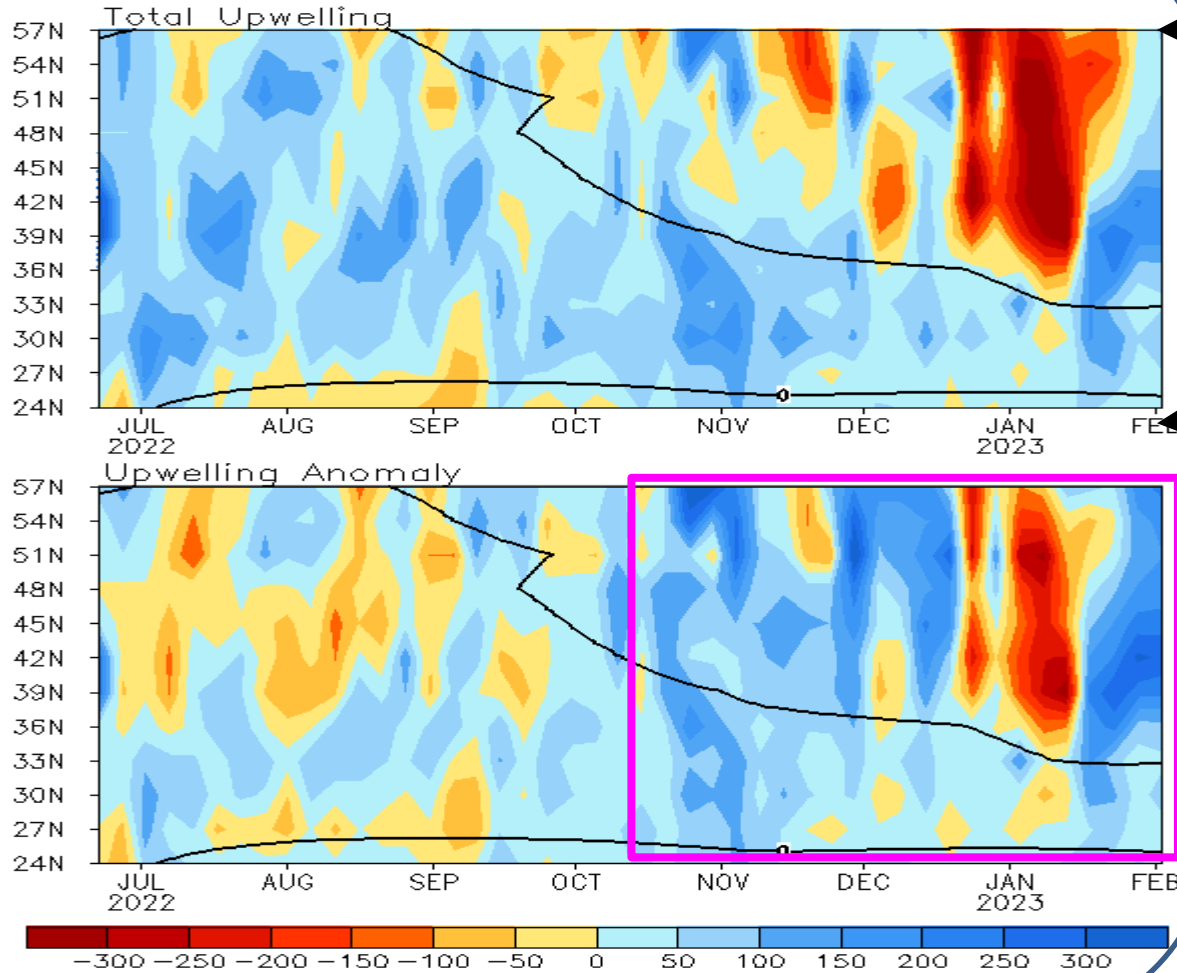 Total Upwelling
57N
54N
51N
48N
45N
42N
39N
36N
33N
30N
27N
24N
0
JUL AUG SEP OCT NOV DEC JAN FEB
2022 2023
Upwelling Anomaly
57N
54N
51N
48N
45N
42N
39N
36N
33N
30N
27N
24N
0
JUL AUG SEP OCT NOV DEC JAN FEB
2022 2023
-300 -250 -200 -150 -100 -50 0 50 100 150 200 250 300